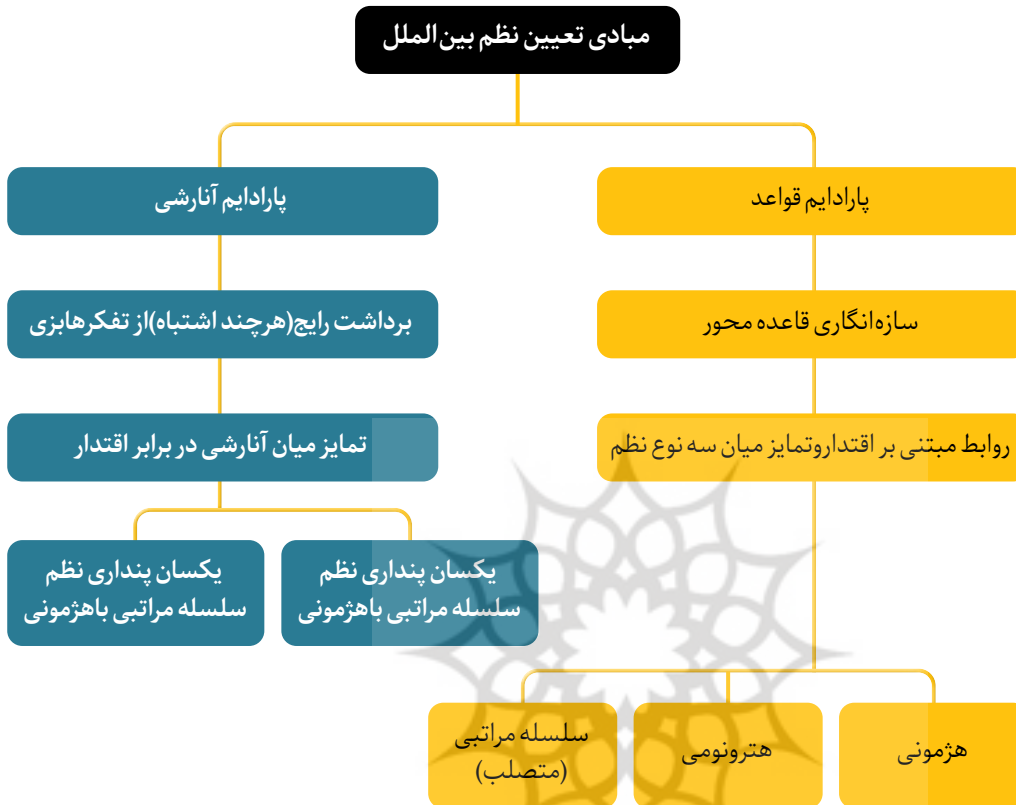 مبادی تعیین نظم بین‌الملل
پارادایم قواعد
پارادایم آنارشی
سازه‌انگاری قاعده محور
برداشت رایج(هرچند اشتباه)از تفکرهابزی
روابط مبتنی بر اقتداروتمایز میان سه نوع نظم
تمایز میان آنارشی در برابر اقتدار
یکسان پنداری نظم
سلسله مراتبی باهژمونی
یکسان پنداری نظم
سلسله مراتبی باهژمونی
هژمونی
هترونومی
سلسله مراتبی
(متصلب)